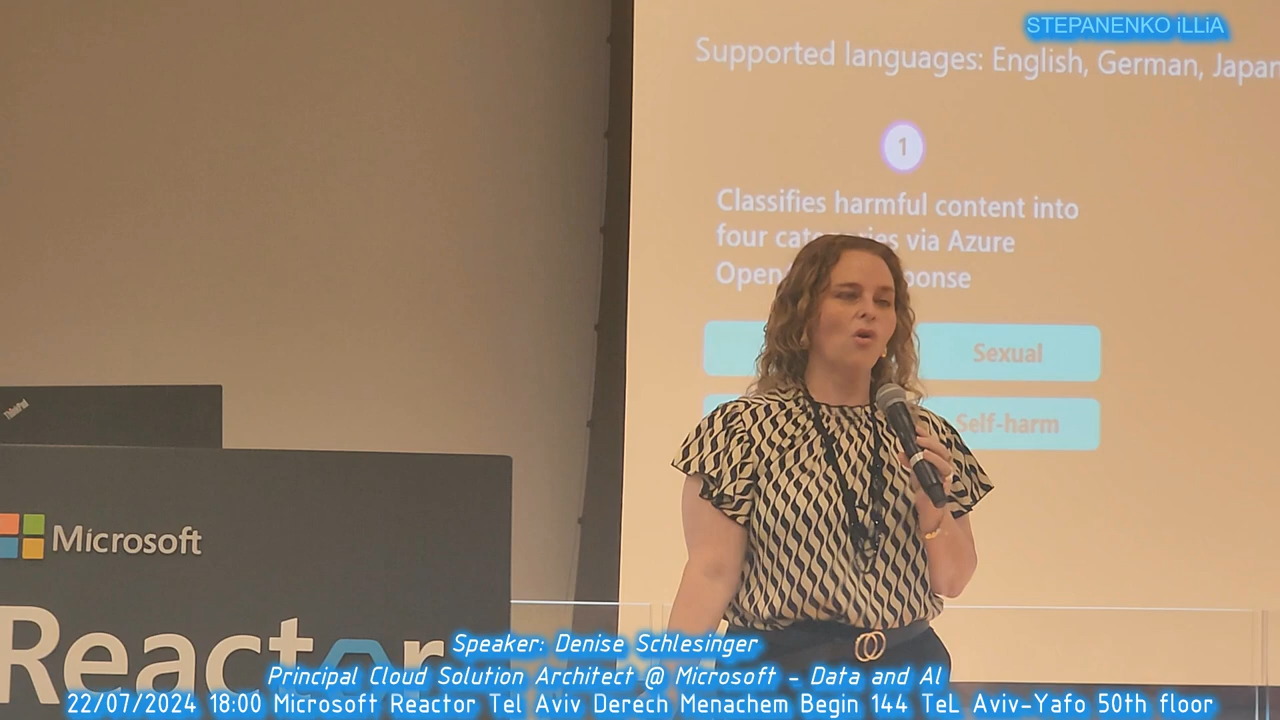 STEPANENKO iLLiA
Supported languages: English, German, Japan
1
Classifies harmful content into
four categories via Azure
Open ponse
Sexual
Self-harm
ThinkPad
Microsoft
Reactor
Speaker: Denise Schlesinger
Principal Cloud Solution Architect @ Microsoft - Data and AI
22/07/2024 18:00 Microsoft Reactor Tel Aviv Derech Menachem Begin 144 TeL Aviv-Yafo 50th floor